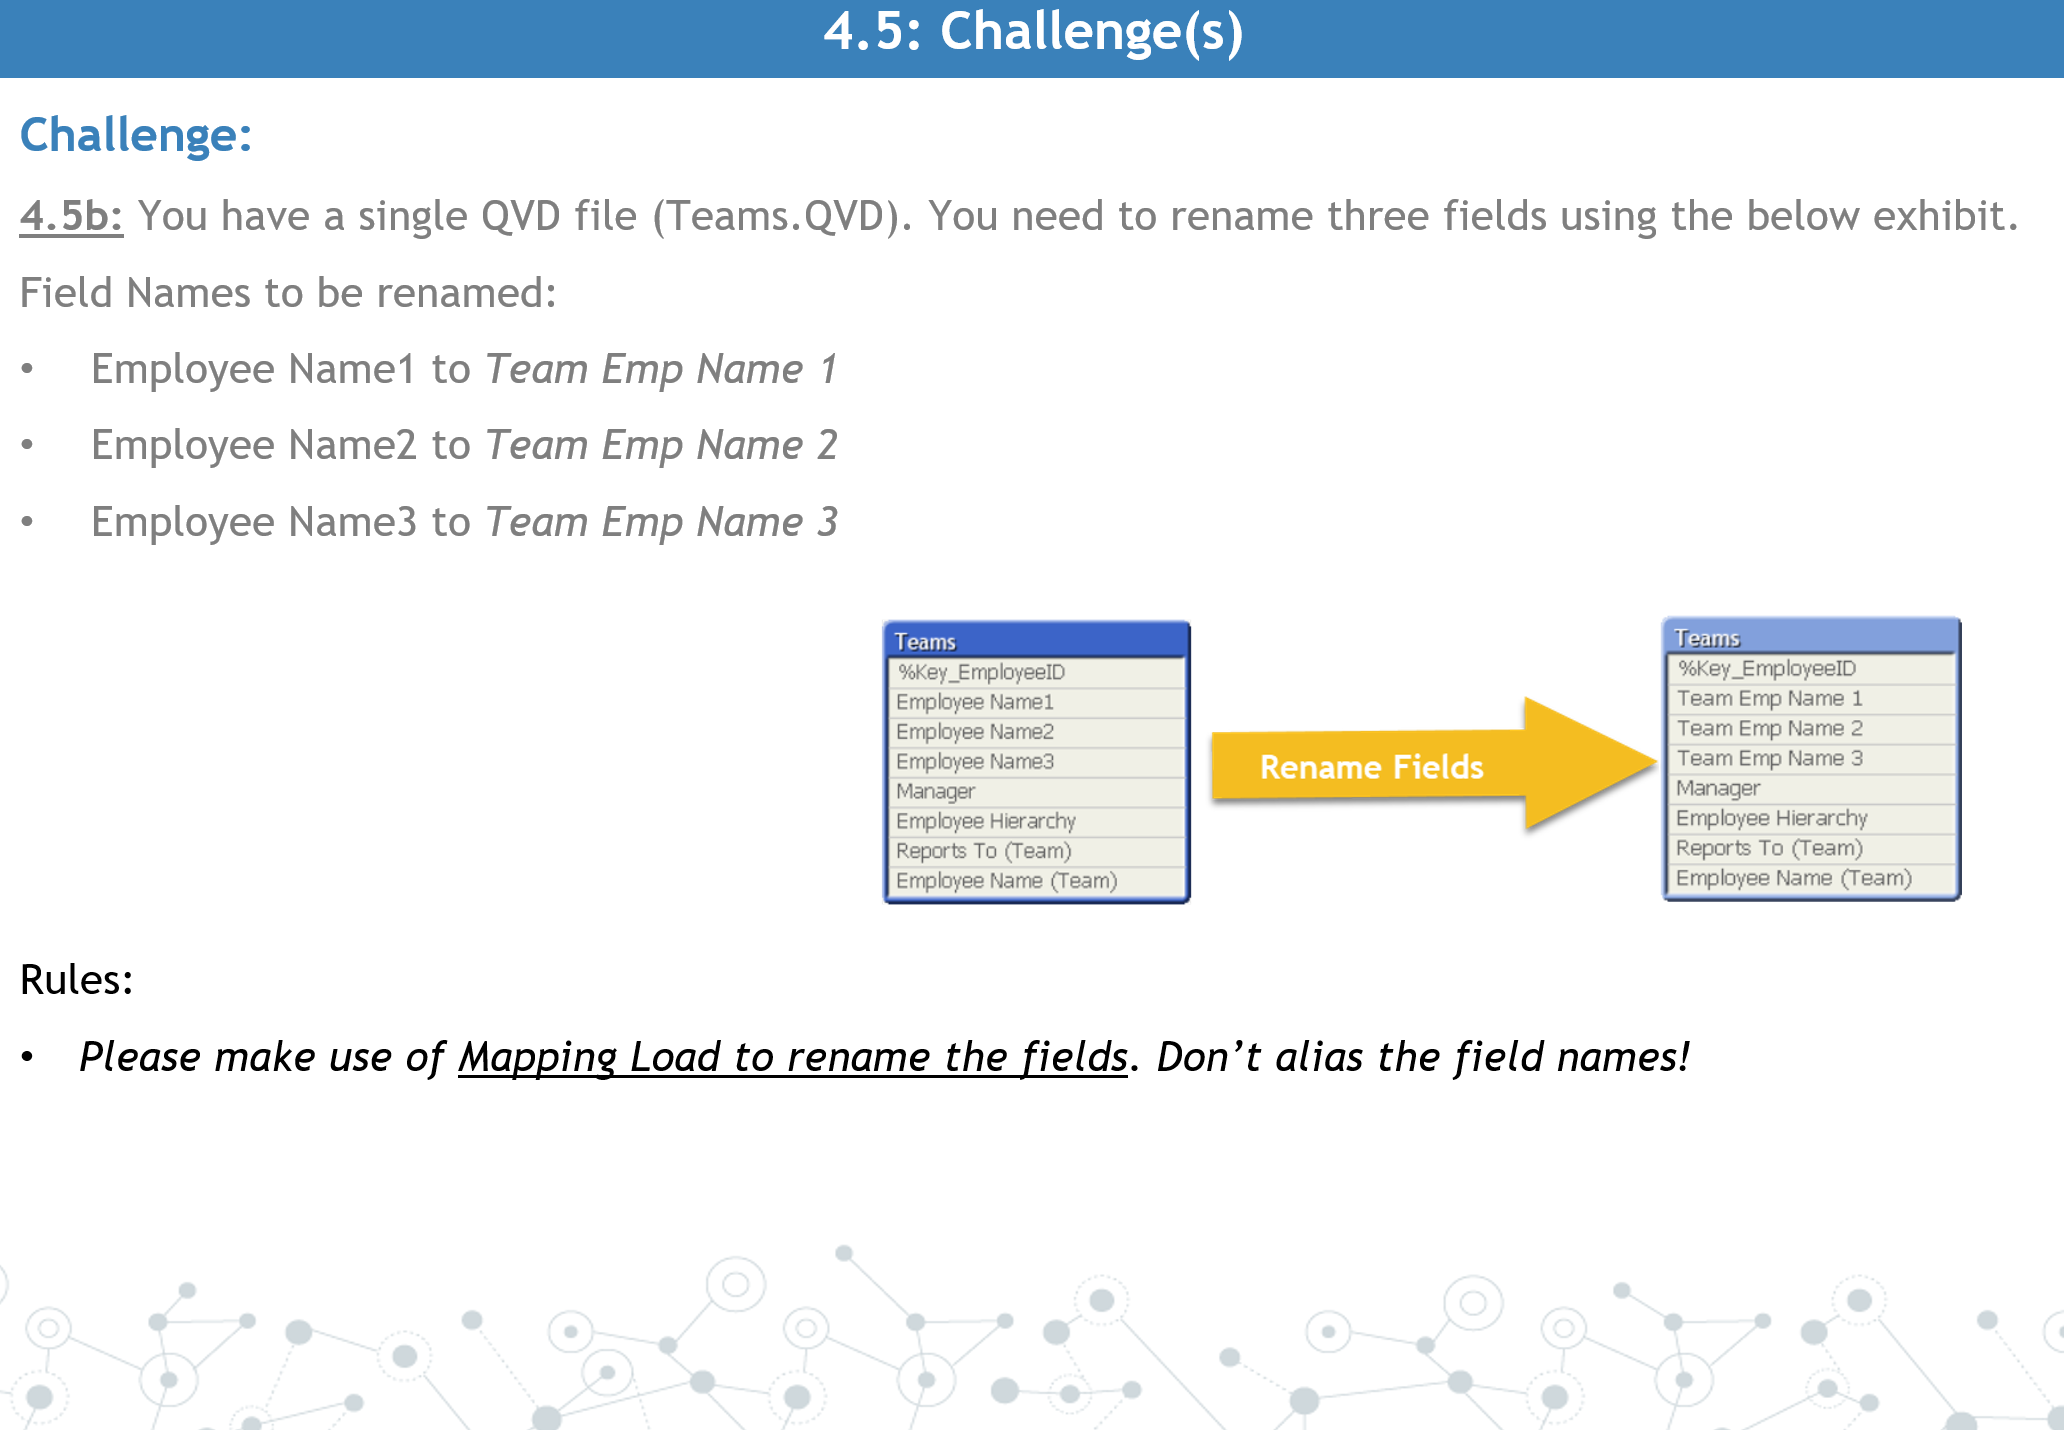 4.5: Challenge(s)
Challenge:
4.5b: You have a single QVD file (Teams.QVD). You need to rename three fields using the below exhibit.
Field Names to be renamed:
• Employee Name1 to Team Emp Name 1
• Employee Name2 to Team Emp Name 2
• Employee Name3 to Team Emp Name 3
Teams
%Key_EmployeeID
Employee Name1
Employee Name2
Employee Name3
Manager
Employee Hierarchy
Reports To (Team)
Employee Name (Team)
Rename Fields
Teams
%Key_EmployeeID
Team Emp Name 1
Team Emp Name 2
Team Emp Name 3
Manager
Employee Hierarchy
Reports To (Team)
Employee Name (Team)
Rules:
• Please make use of Mapping Load to rename the fields. Don’t alias the field names!